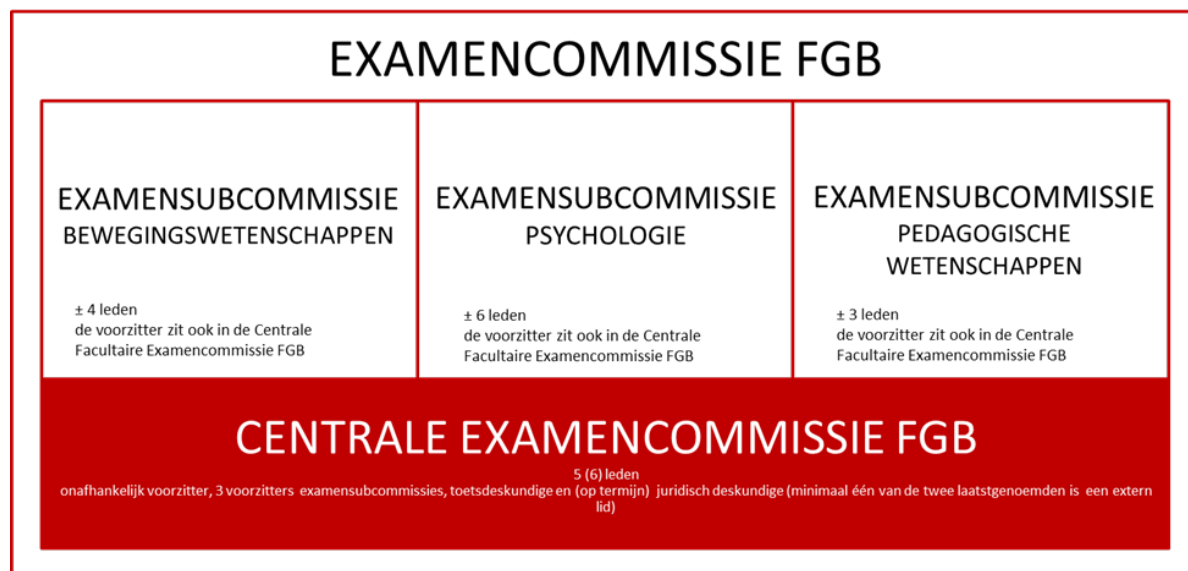 EXAMENCOMMISSIE FGB
EXAMENSUBCOMMISSIE
BEWEGINGSWETENSCHAPPEN
± 4 leden
de voorzitter zit ook in de Centrale
Facultaire Examencommissie FGB
EXAMENSUBCOMMISSIE
PSYCHOLOGIE
± 6 leden
de voorzitter zit ook in de Centrale
Facultaire Examencommissie FGB
EXAMENSUBCOMMISSIE
PEDAGOGISCHE
WETENSCHAPPEN
± 3 leden
de voorzitter zit ook in de Centrale
Facultaire Examencommissie FGB
CENTRALE EXAMENCOMMISSIE FGB
5 (6) leden
onafhankelijk voorzitter, 3 voorzitters examensubcommissies, toetsdeskundige en (op termijn) juridisch deskundige (minimaal één van de twee laatstgenoemden is een extern
lid)